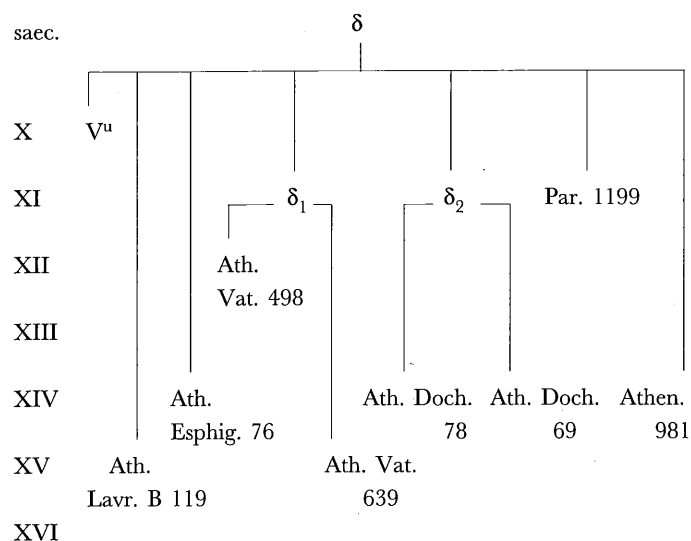 saec. δ
X Vᵘ
XI δ₁ δ₂ Par. 1199
XII Ath.
Vat. 498
XIII
XIV Ath. Ath. Doch. Ath. Doch. Athen.
Esphig. 76 78 69 981
XV Ath. Ath. Vat.
Lavr. B 119 639
XVI